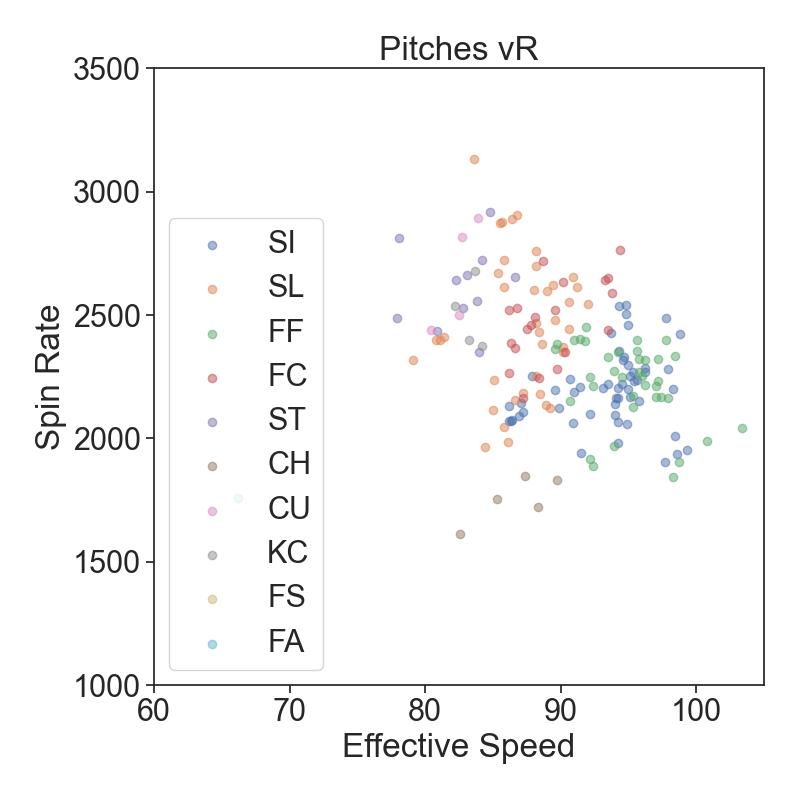 Pitches vR
3500
3000
2500
2000
1500
1000
Spin Rate
SI
SL
FF
FC
ST
CH
CU
KC
FS
FA
60
70
80
90
100
Effective Speed